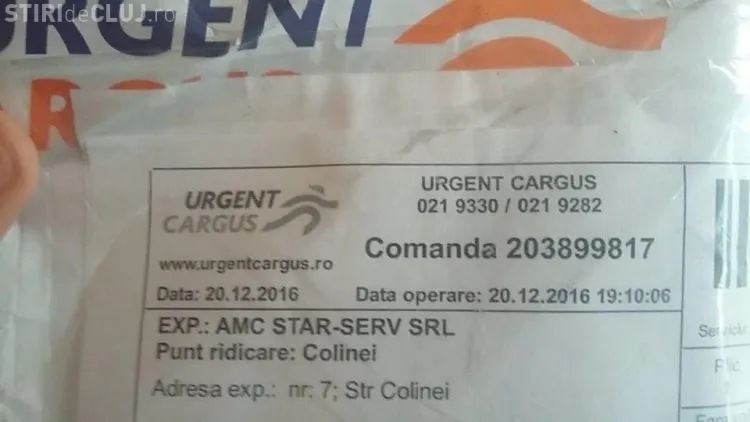 STIRIdeCLUJ.ro
URGENT
URGENT CARGUS
021 9330 / 021 9282
URGENT
CARGUS
Comanda 203899817
www.urgentcargus.ro
Data: 20.12.2016
Data operare: 20.12.2016 19:10:06
EXP.: AMC STAR-SERV SRL
Punt ridicare: Colinei
Adresa exp.: nr: 7; Str Colinei